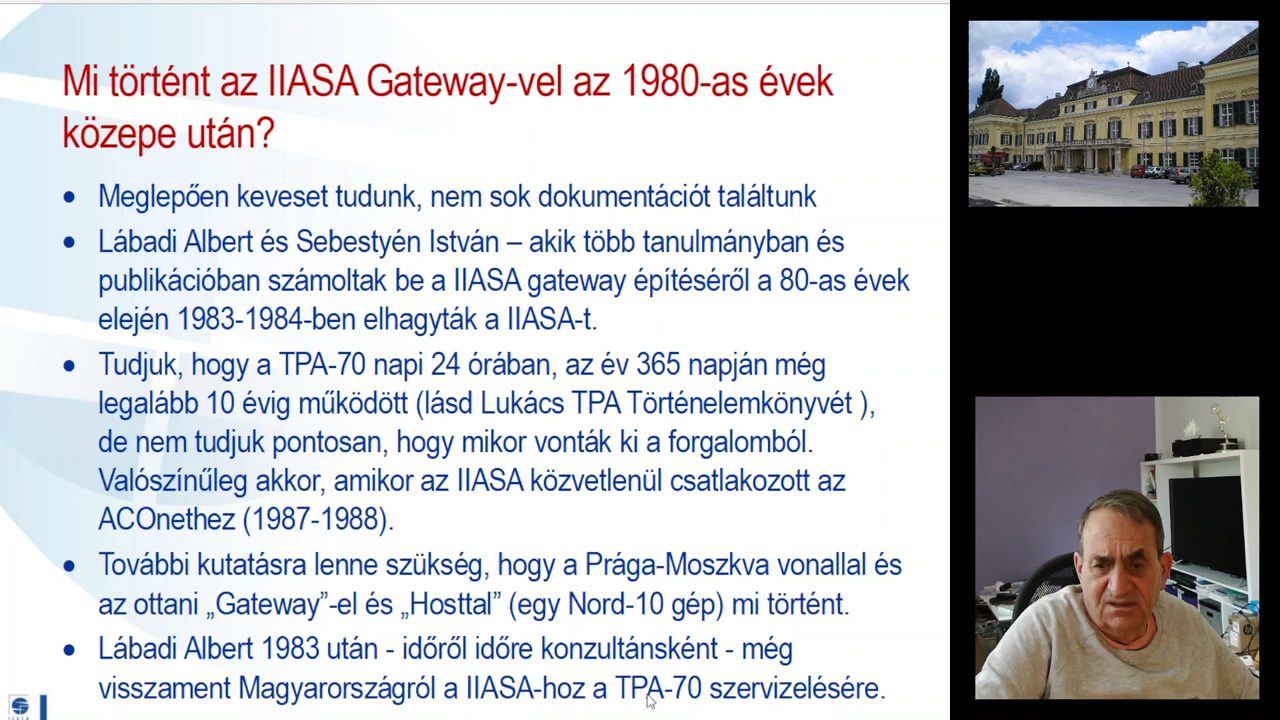 Mi történt az IIASA Gateway-vel az 1980-as évek
közepe után?
• Meglepően keveset tudunk, nem sok dokumentációt találtunk
• Lábadi Albert és Sebestyén István – akik több tanulmányban és
publikációban számoltak be a IIASA gateway építéséről a 80-as évek
elején 1983-1984-ben elhagyták a IIASA-t.
• Tudjuk, hogy a TPA-70 napi 24 órában, az év 365 napján még
legalább 10 évig működött (lásd Lukács TPA Történelemkönyvét ),
de nem tudjuk pontosan, hogy mikor vonták ki a forgalomból.
Valószínűleg akkor, amikor az IIASA közvetlenül csatlakozott az
ACOnethez (1987-1988).
• További kutatásra lenne szükség, hogy a Prága-Moszkva vonallal és
az ottani „Gateway”-el és „Hosttal” (egy Nord-10 gép) mi történt.
• Lábadi Albert 1983 után - időről időre konzultánsként - még
visszament Magyarországról a IIASA-hoz a TPA-70 szervizelésére.
IIASA